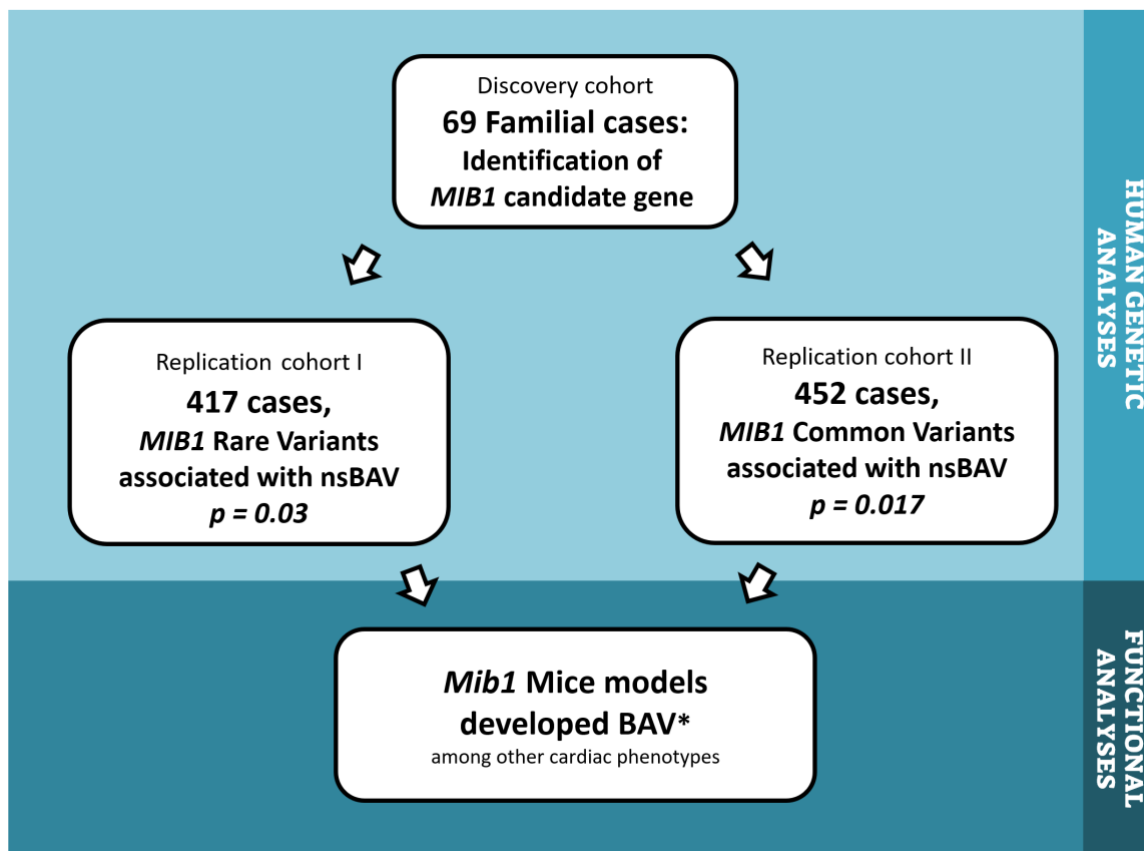 Discovery cohort
69 Familial cases:
Identification of
MIB1 candidate gene
Replication cohort I
417 cases,
MIB1 Rare Variants
associated with nsBAV
p = 0.03
Replication cohort II
452 cases,
MIB1 Common Variants
associated with nsBAV
p = 0.017
HUMAN GENETIC
ANALYSES
Mib1 Mice models
developed BAV*
among other cardiac phenotypes
FUNCTIONAL
ANALYSES